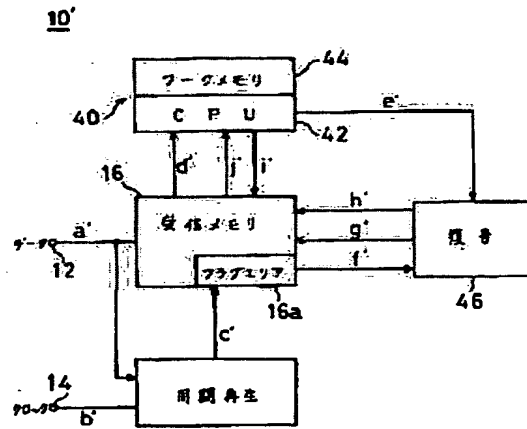 10'
ワークメモリ
44
40
CPU
42
e'
d'
j'
i'
16
受信メモリ
h'
g'
f'
復号
46
データ
12
a'
フラグエリア
16a
c'
クロック
14
b'
同期再生